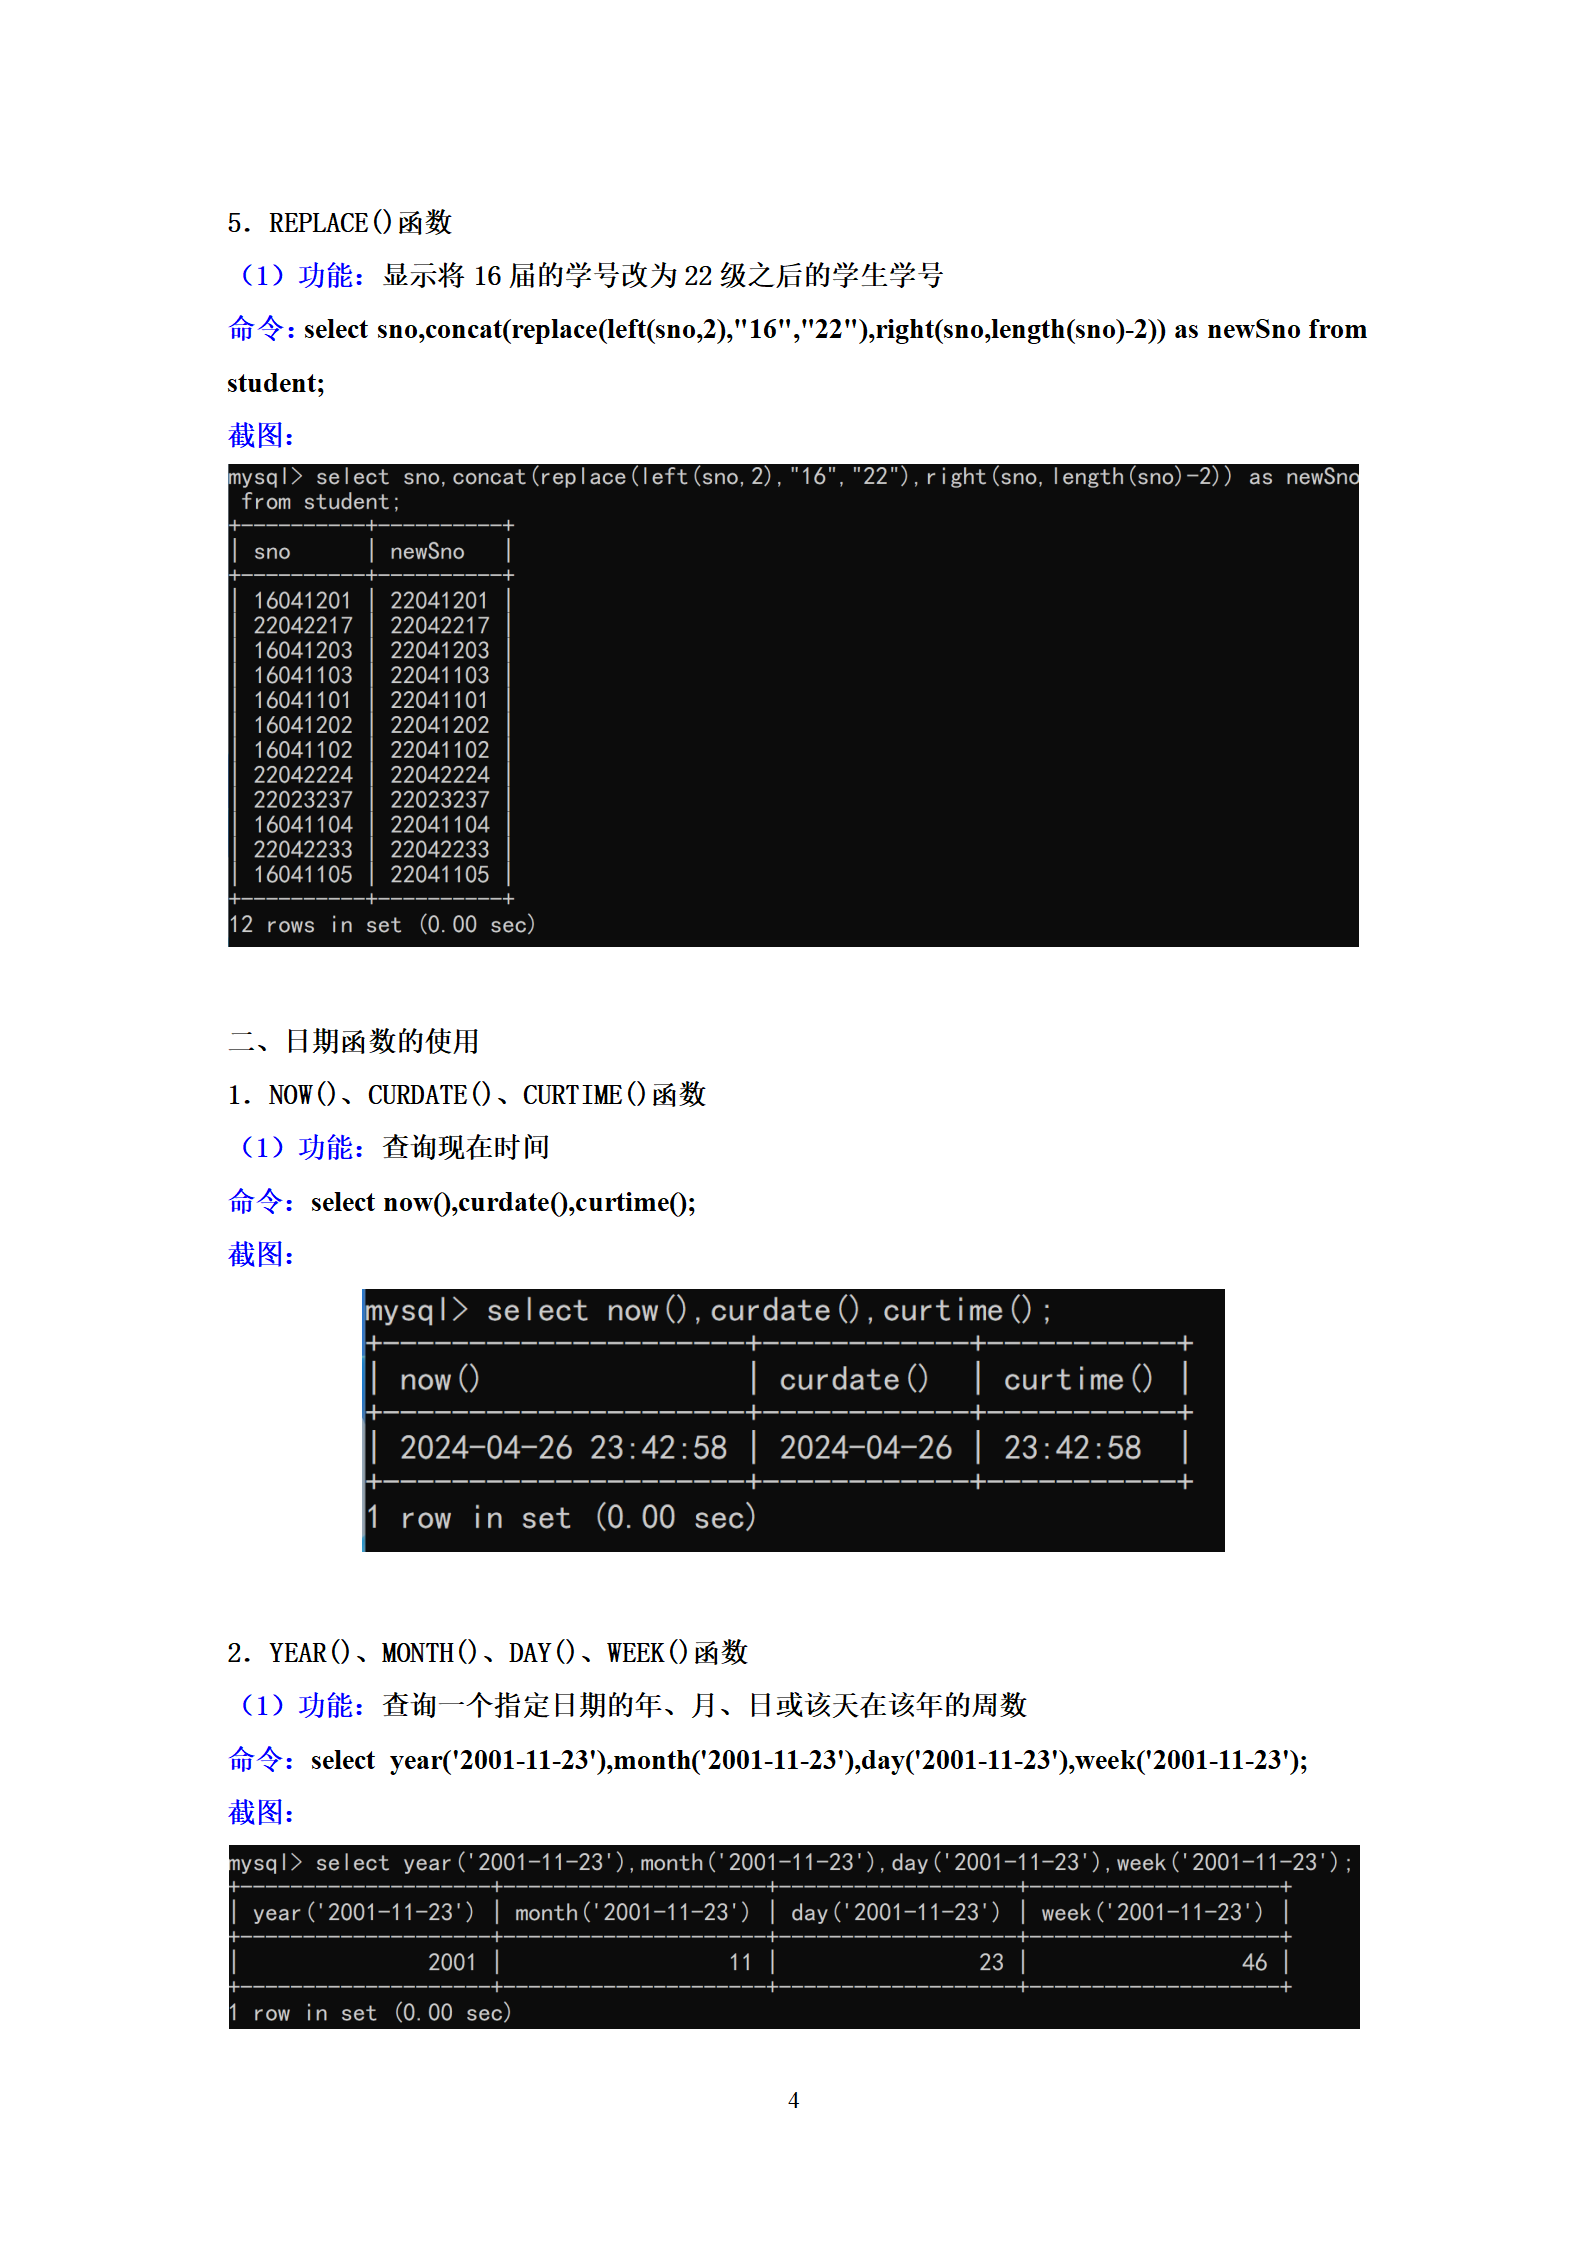 5. REPLACE()函数
（1）功能：显示将 16 届的学号改为 22 级之后的学生学号
命令：select sno,concat(replace(left(sno,2),"16","22"),right(sno,length(sno)-2)) as newSno from
student;
截图：
mysql> select sno,concat(replace(left(sno,2),"16","22"),right(sno,length(sno)-2)) as newSno
 from student;
+----------+----------+
| sno      | newSno   |
+----------+----------+
| 16041201 | 22041201 |
| 22042217 | 22042217 |
| 16041203 | 22041203 |
| 16041103 | 22041103 |
| 16041101 | 22041101 |
| 16041202 | 22041202 |
| 16041102 | 22041102 |
| 22042224 | 22042224 |
| 22023237 | 22023237 |
| 16041104 | 22041104 |
| 22042233 | 22042233 |
| 16041105 | 22041105 |
+----------+----------+
12 rows in set (0.00 sec)
二、日期函数的使用
1. NOW()、CURDATE()、CURTIME()函数
（1）功能：查询现在时间
命令：select now(),curdate(),curtime();
截图：
mysql> select now(),curdate(),curtime();
+---------------------+------------+-----------+
| now()               | curdate()  | curtime() |
+---------------------+------------+-----------+
| 2024-04-26 23:42:58 | 2024-04-26 | 23:42:58  |
+---------------------+------------+-----------+
1 row in set (0.00 sec)
2. YEAR()、MONTH()、DAY()、WEEK()函数
（1）功能：查询一个指定日期的年、月、日或该天在该年的周数
命令：select year('2001-11-23'),month('2001-11-23'),day('2001-11-23'),week('2001-11-23');
截图：
mysql> select year('2001-11-23'),month('2001-11-23'),day('2001-11-23'),week('2001-11-23');
+--------------------+---------------------+-------------------+--------------------+
| year('2001-11-23') | month('2001-11-23') | day('2001-11-23') | week('2001-11-23') |
+--------------------+---------------------+-------------------+--------------------+
|               2001 |                  11 |                23 |                 46 |
+--------------------+---------------------+-------------------+--------------------+
1 row in set (0.00 sec)
4